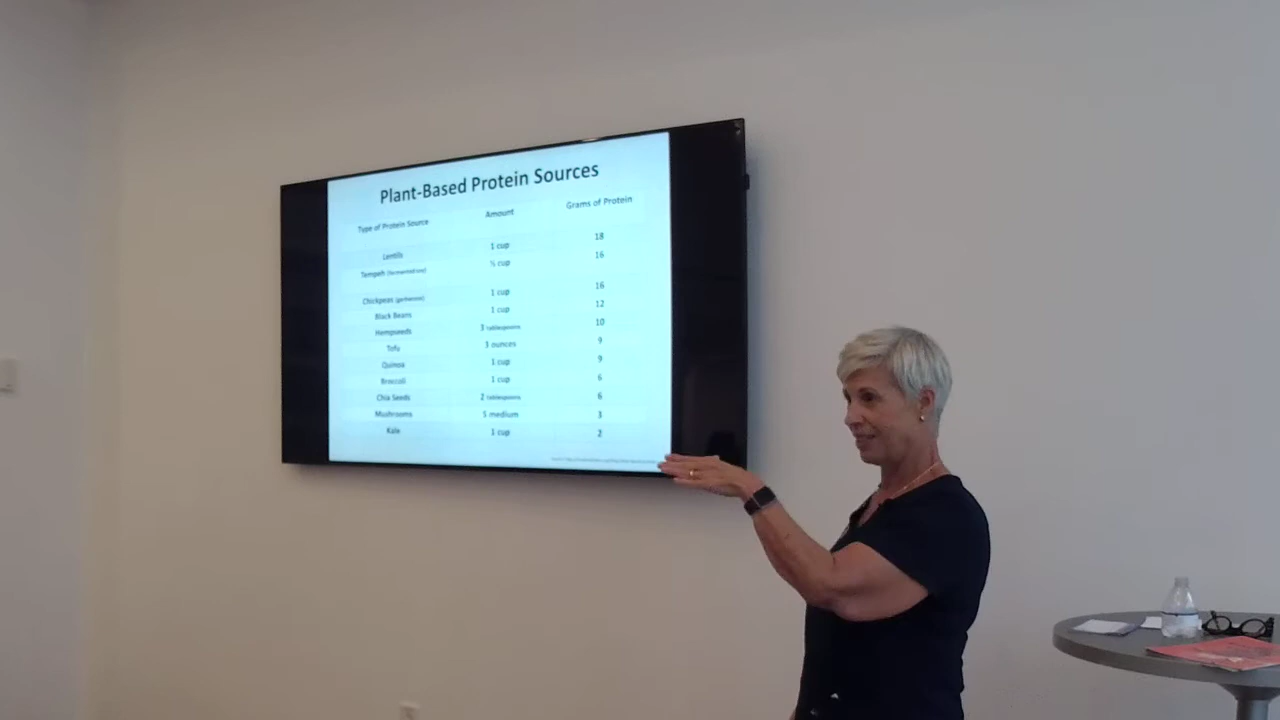 Plant-Based Protein Sources
Type of Protein Source Amount Grams of Protein
Lentils 1 cup 18
Tempeh (fermented soy) ½ cup 16
Chickpeas (garbanzos) 1 cup 16
Black Beans 1 cup 12
Hempseeds 3 tablespoons 10
Tofu 3 ounces 9
Quinoa 1 cup 9
Broccoli 1 cup 6
Chia Seeds 2 tablespoons 6
Mushrooms 5 medium 3
Kale 1 cup 2